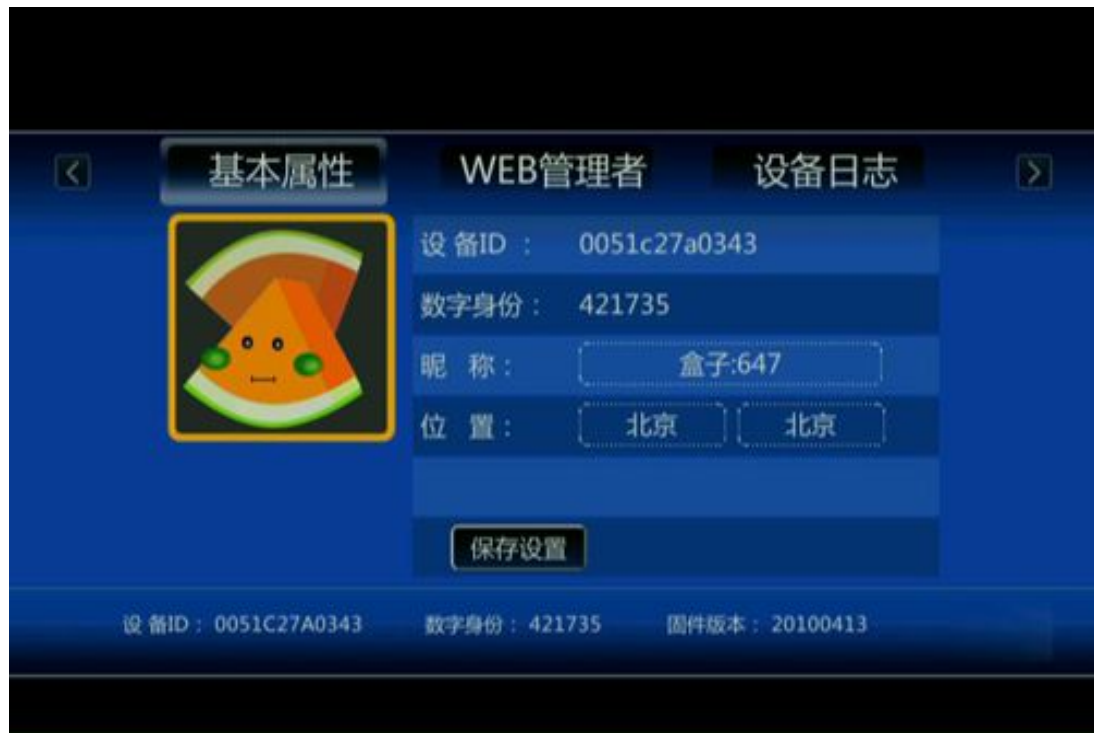 基本属性 WEB管理者 设备日志
设 备ID : 0051c27a0343
数字身份 : 421735
昵 称 : 盒子:647
位 置 : 北京 北京
保存设置
设 备ID : 0051C27A0343 数字身份 : 421735 固件版本 : 20100413